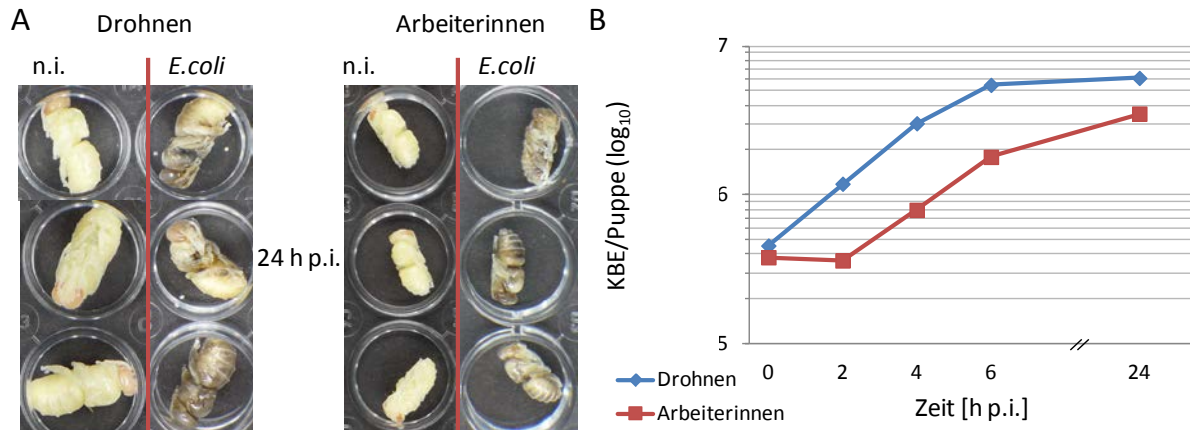 A
Drohnen
Arbeiterinnen
n.i.
E.coli
n.i.
E.coli
24 h p.i.
B
KBE/Puppe (log10)
7
6
5
0 2 4 6 24
Zeit [h p.i.]
Drohnen
Arbeiterinnen